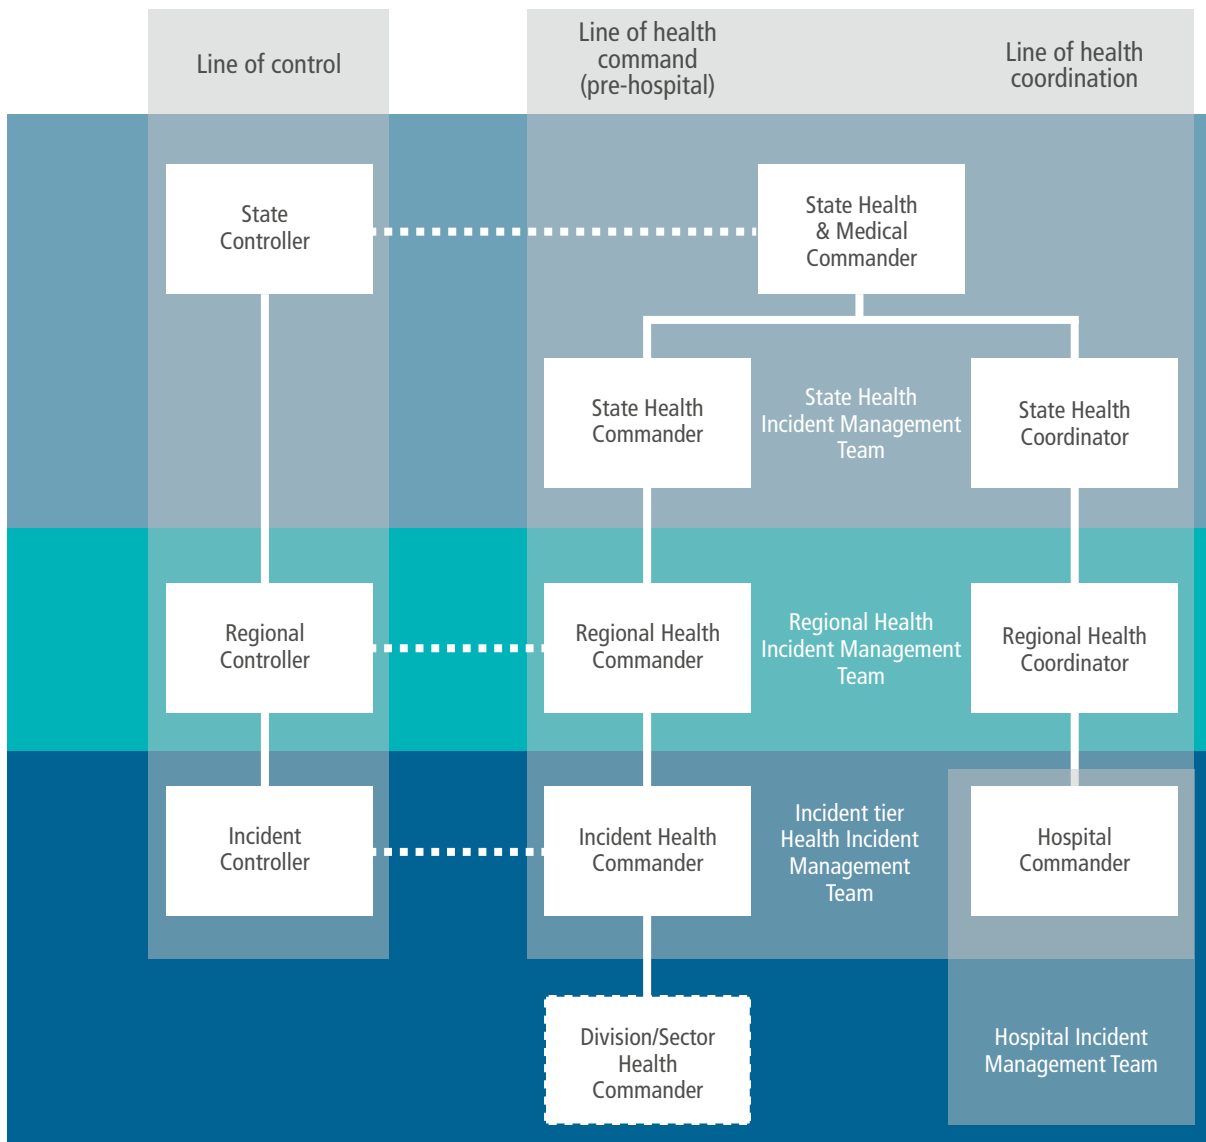 Line of control
Line of health
command
(pre-hospital)
Line of health
coordination
State
Controller
State Health
& Medical
Commander
State Health
Commander
State Health
Incident Management
Team
State Health
Coordinator
Regional
Controller
Regional Health
Commander
Regional Health
Incident Management
Team
Regional Health
Coordinator
Incident
Controller
Incident Health
Commander
Incident tier
Health Incident
Management
Team
Hospital
Commander
Division/Sector
Health
Commander
Hospital Incident
Management Team